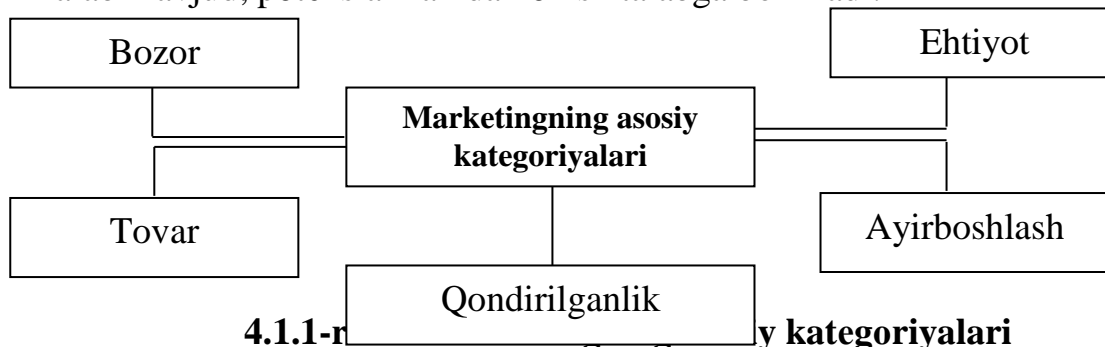 Bozor
Ehtiyot
Marketingning asosiy
kategoriyalari
Tovar
Ayirboshlash
Qondirilganlik
4.1.1-r
y kategoriyalari